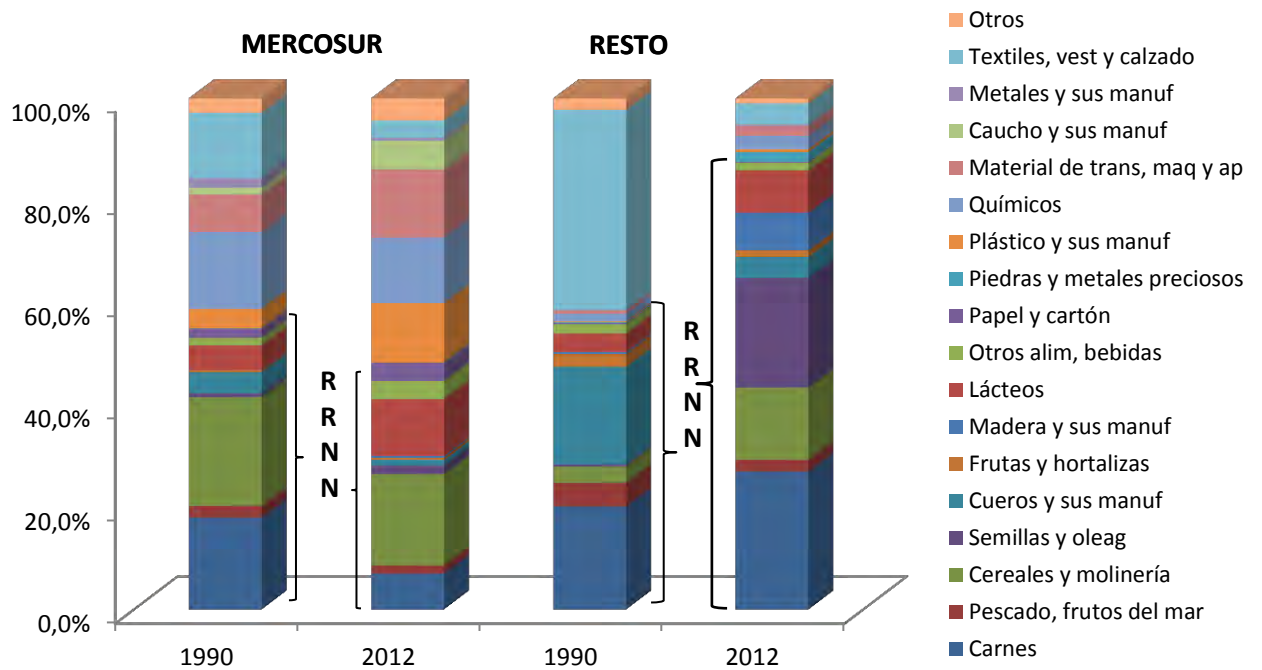 MERCOSUR
RESTO
100,0%
80,0%
60,0%
40,0%
20,0%
0,0%
R
R
N
N
R
R
N
N
1990
2012
1990
2012
Otros
Textiles, vest y calzado
Metales y sus manuf
Caucho y sus manuf
Material de trans, maq y ap
Químicos
Plástico y sus manuf
Piedras y metales preciosos
Papel y cartón
Otros alim, bebidas
Lácteos
Madera y sus manuf
Frutas y hortalizas
Cueros y sus manuf
Semillas y oleag
Cereales y molinería
Pescado, frutos del mar
Carnes